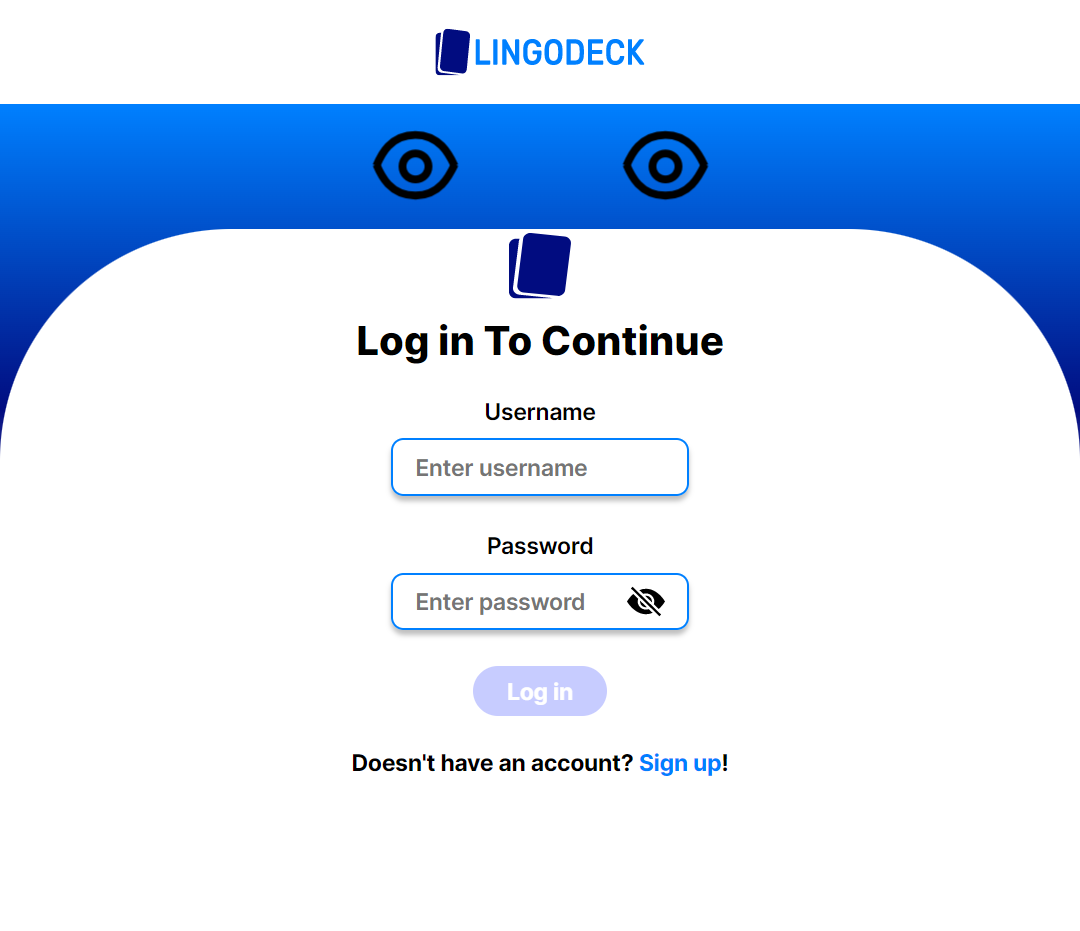 LINGODECK
Log in To Continue
Username
Enter username
Password
Enter password
Log in
Doesn't have an account? Sign up!